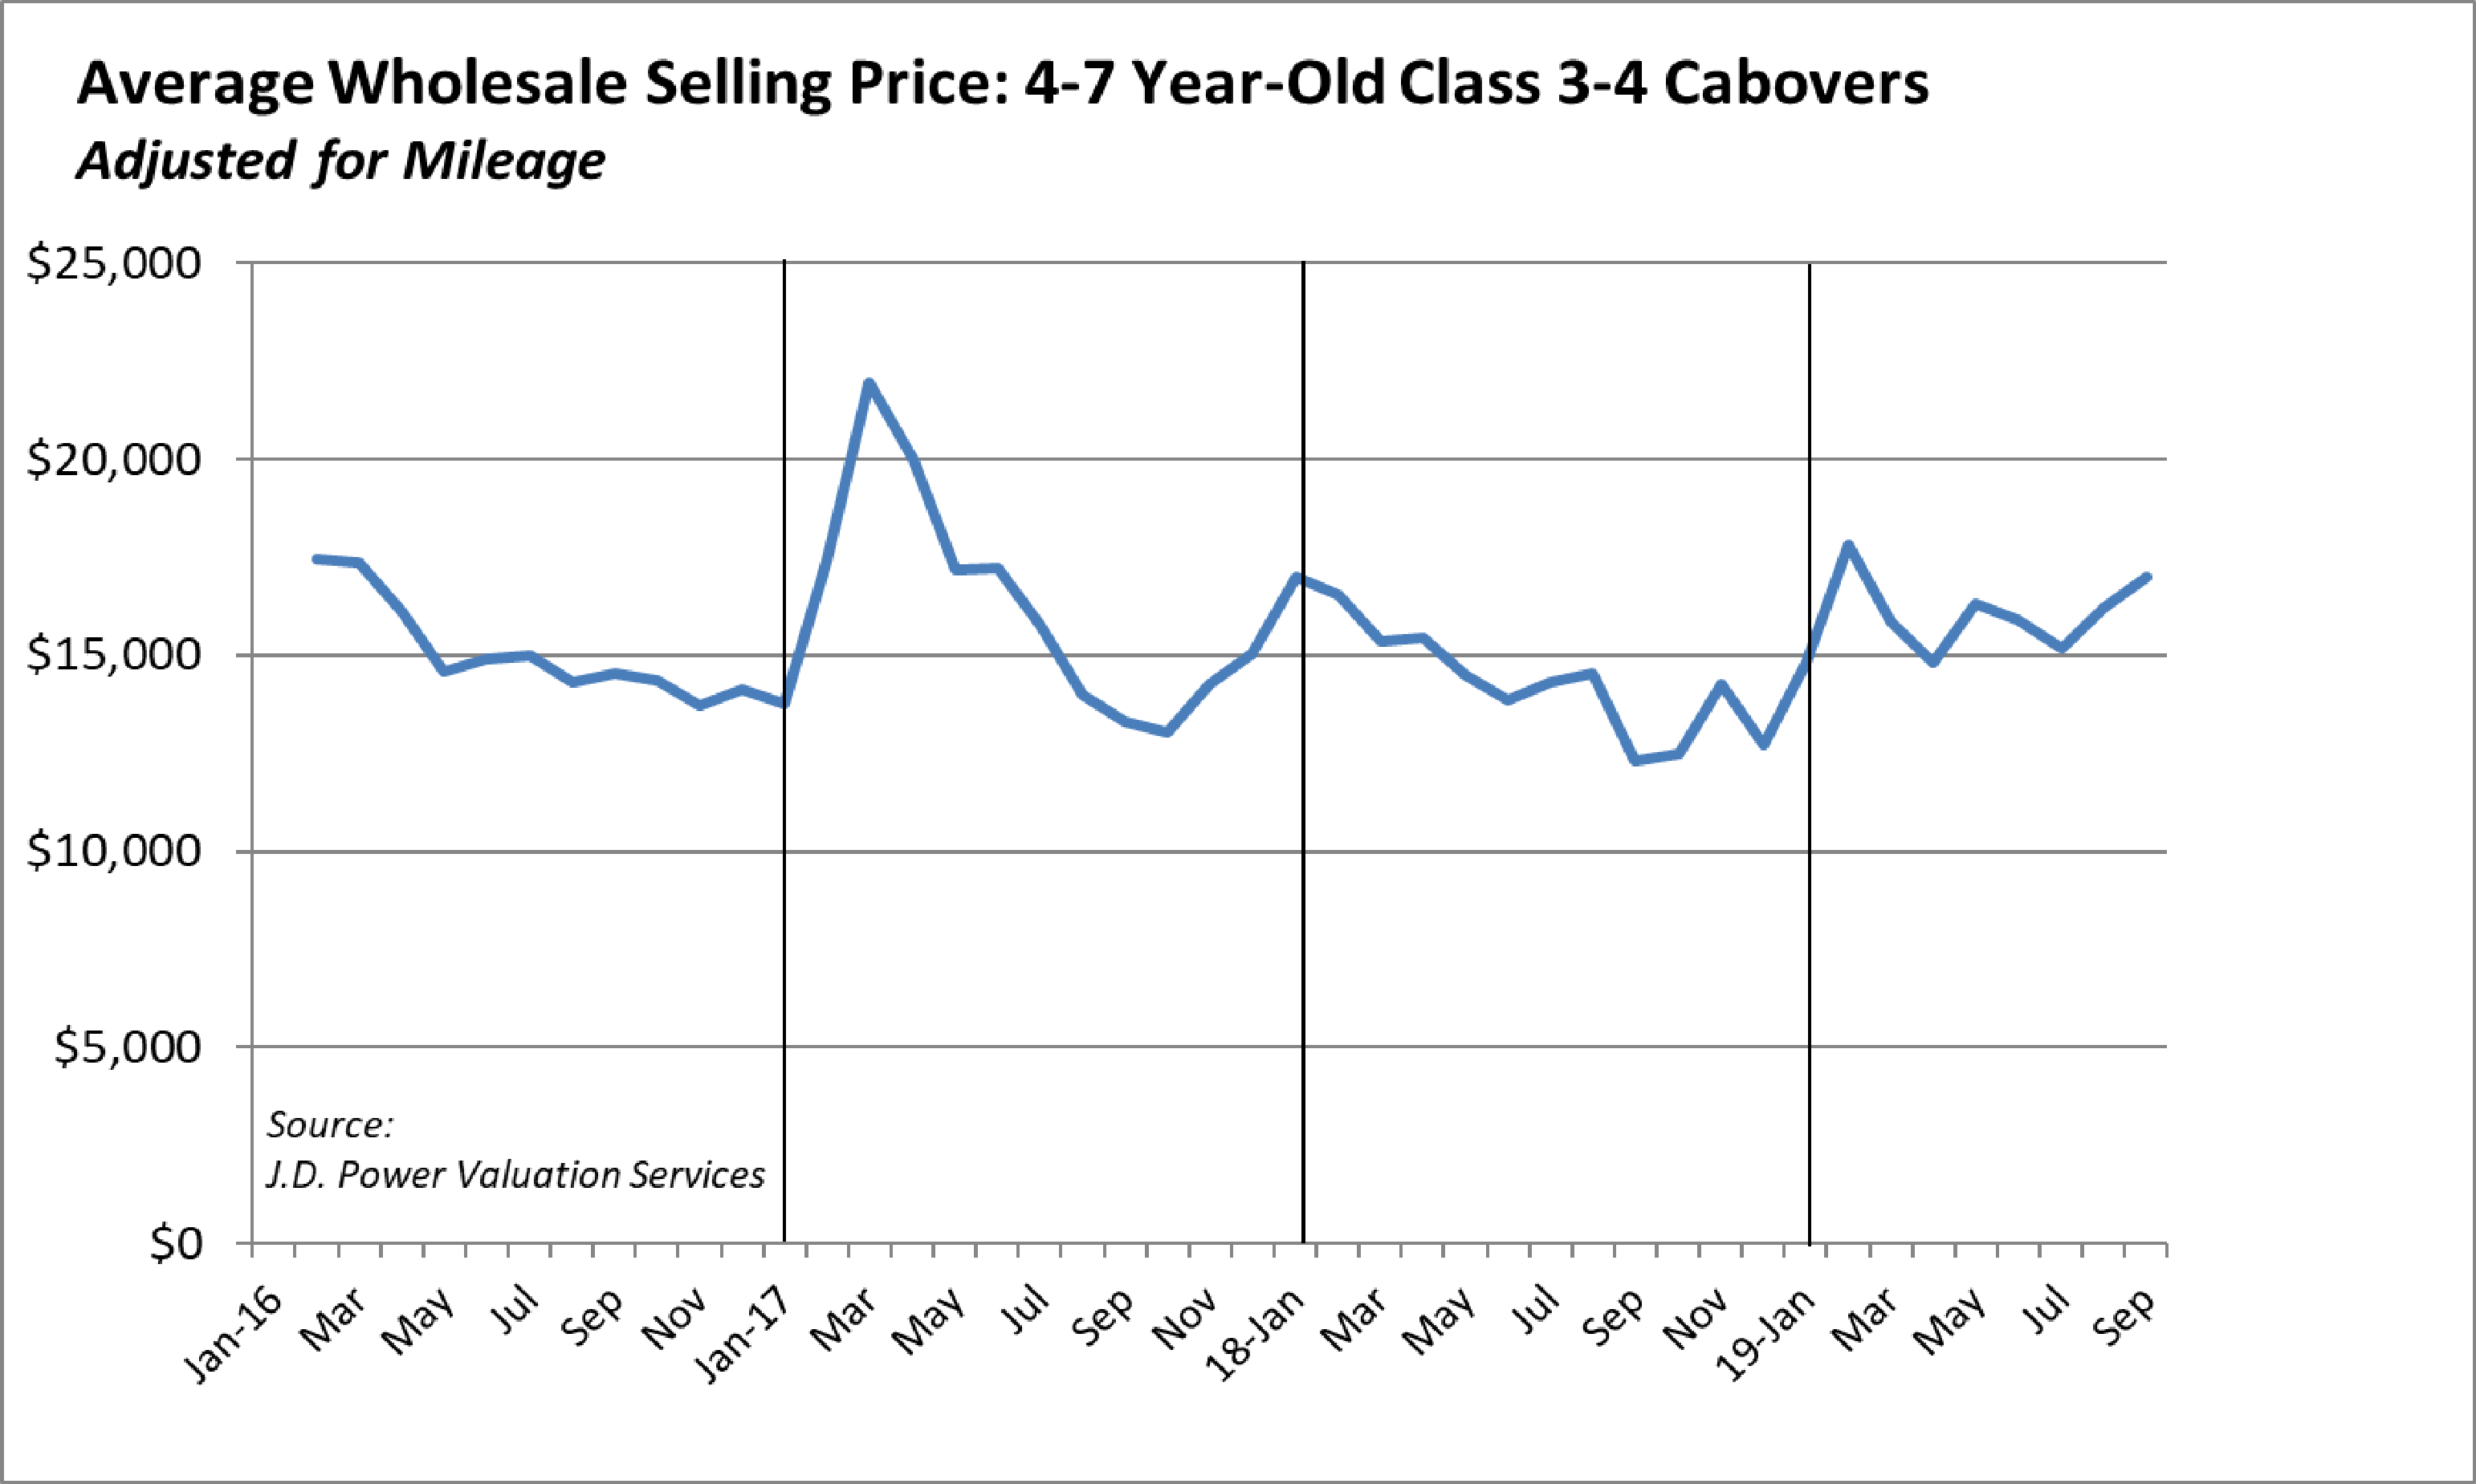 Average Wholesale Selling Price: 4-7 Year-Old Class 3-4 Cabovers
Adjusted for Mileage
$25,000
$20,000
$15,000
$10,000
$5,000
$0
Source:
J.D. Power Valuation Services
Jan-16
Mar
May
Jul
Sep
Nov
Jan-17
Mar
May
Jul
Sep
Nov
18-Jan
Mar
May
Jul
Sep
Nov
19-Jan
Mar
May
Jul
Sep